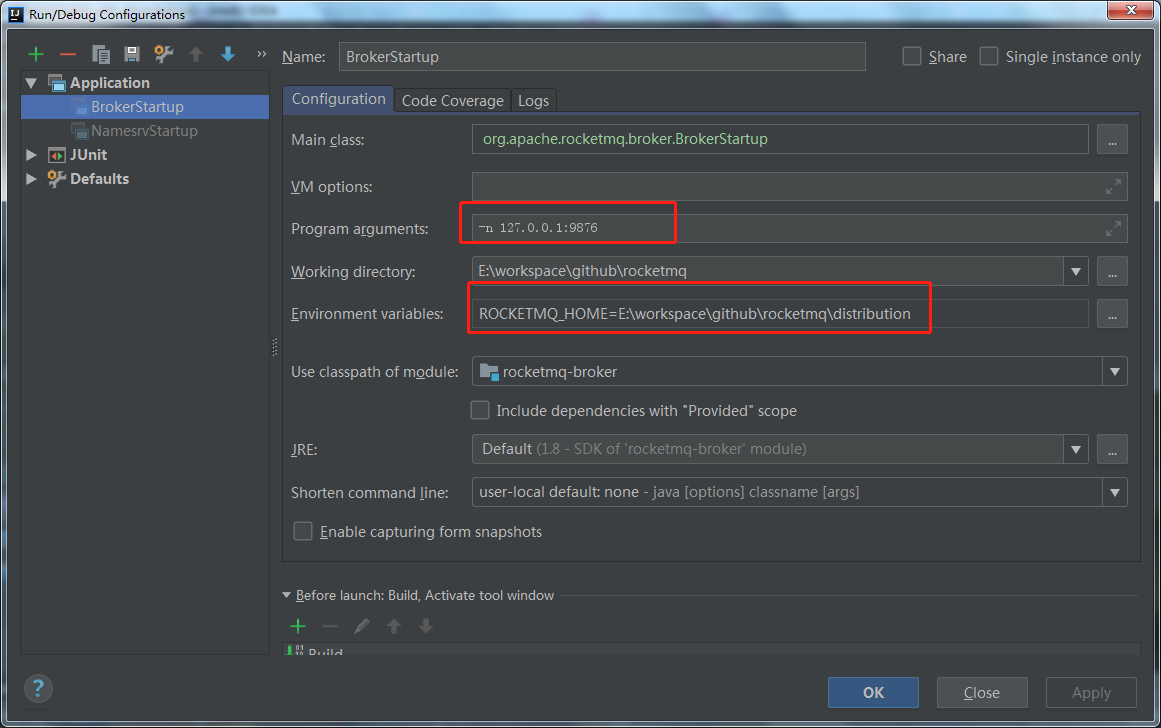 Run/Debug Configurations
Name: BrokerStartup
Share
Single instance only
Application
BrokerStartup
NamesrvStartup
JUnit
Defaults
Configuration
Code Coverage
Logs
Main class: org.apache.rocketmq.broker.BrokerStartup ...
VM options:
Program arguments: -n 127.0.0.1:9876
Working directory: E:\workspace\github\rocketmq ...
Environment variables: ROCKETMQ_HOME=E:\workspace\github\rocketmq\distribution ...
Use classpath of module: rocketmq-broker
Include dependencies with "Provided" scope
JRE: Default (1.8 - SDK of 'rocketmq-broker' module) ...
Shorten command line: user-local default: none - java [options] classname [args]
Enable capturing form snapshots
Before launch: Build, Activate tool window
Build
?
OK
Close
Apply